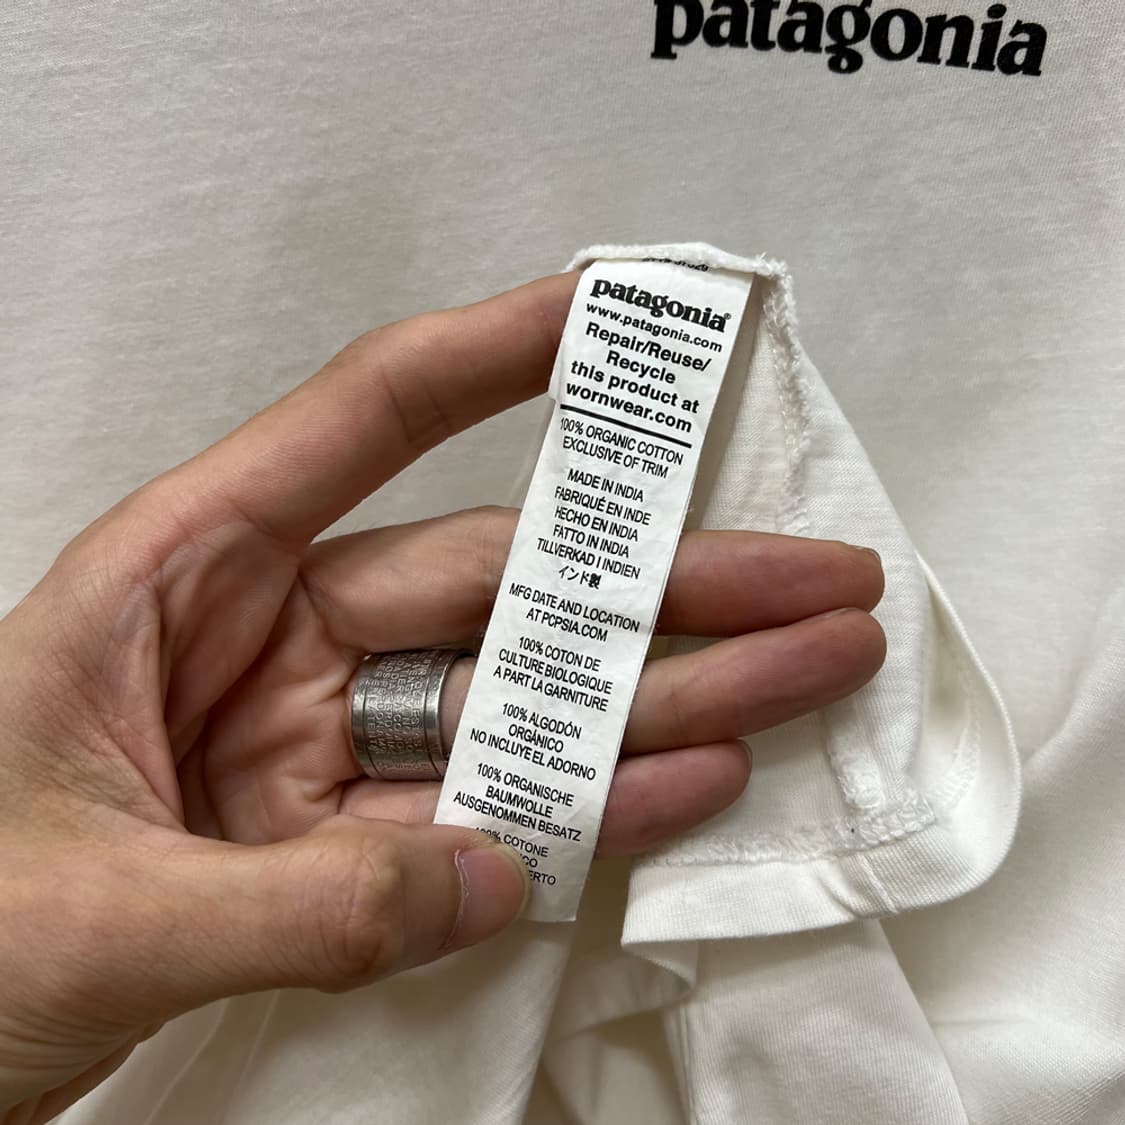 patagonia
patagonia®
www.patagonia.com
Repair/Reuse/
Recycle
this product at
wornwear.com
100% ORGANIC COTTON
EXCLUSIVE OF TRIM
MADE IN INDIA
FABRIQUÉ EN INDE
HECHO EN INDIA
FATTO IN INDIA
TILLVERKAD I INDIEN
インド製
MFG DATE AND LOCATION
AT PCPSIA.COM
100% COTON DE
CULTURE BIOLOGIQUE
A PART LA GARNITURE
100% ALGODÓN
ORGÁNICO
NO INCLUYE EL ADORNO
100% ORGANISCHE
BAUMWOLLE
AUSGENOMMEN BESATZ
100% COTONE